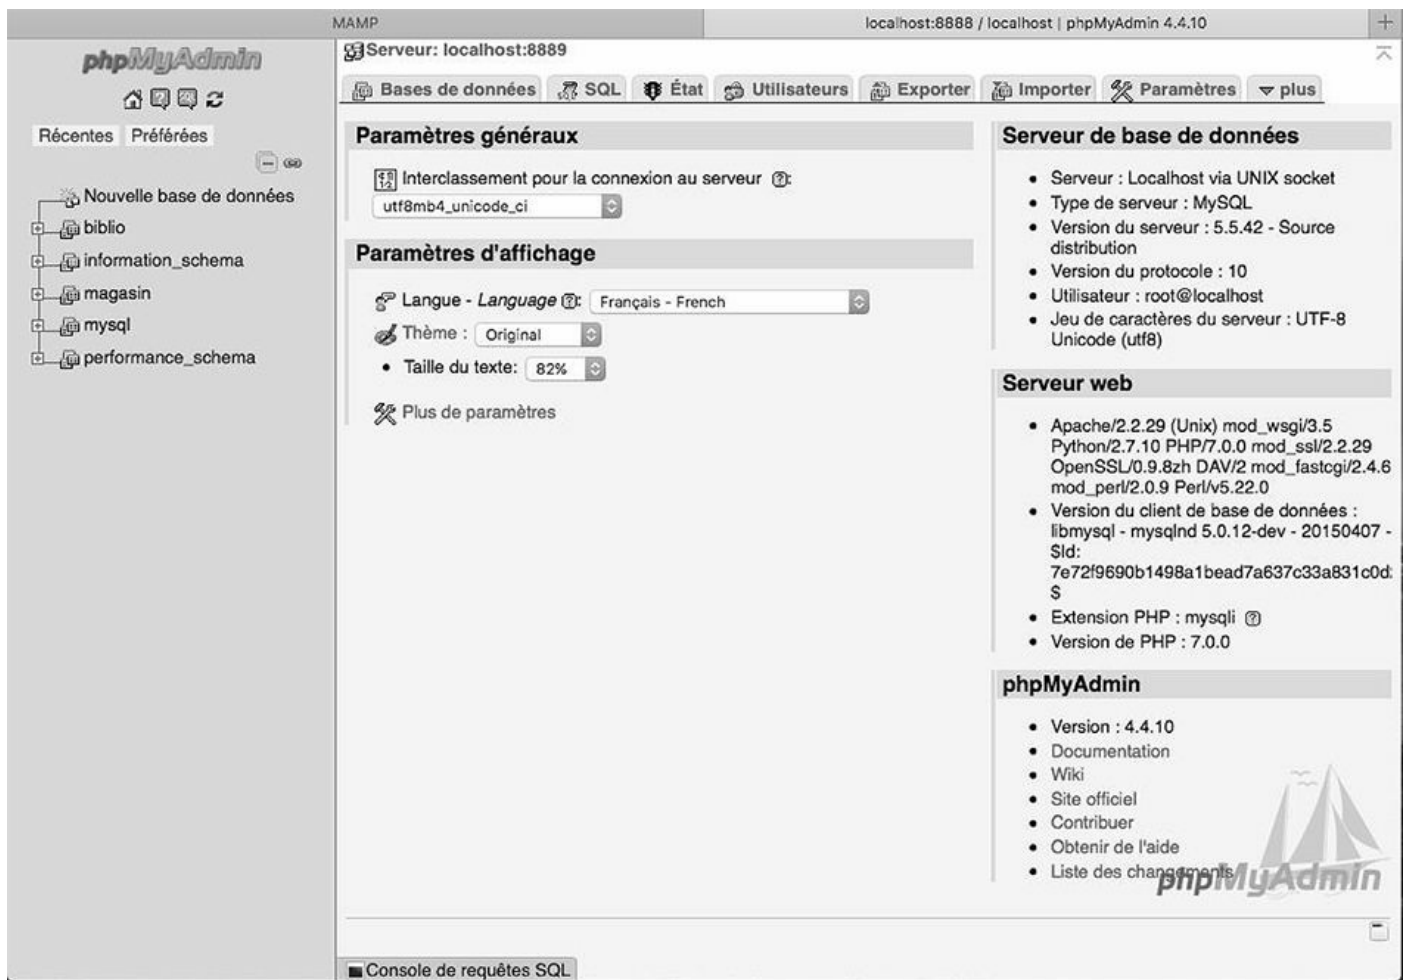 MAMP
localhost:8888 / localhost | phpMyAdmin 4.4.10
phpMyAdmin
Récentes Préférées
Nouvelle base de données
biblio
information_schema
magasin
mysql
performance_schema
Serveur: localhost:8889
Bases de données SQL État Utilisateurs Exporter Importer Paramètres plus
Paramètres généraux
Interclassement pour la connexion au serveur :
utf8mb4_unicode_ci
Paramètres d'affichage
Langue - Language : Français - French
Thème : Original
Taille du texte: 82%
Plus de paramètres
Serveur de base de données
Serveur : Localhost via UNIX socket
Type de serveur : MySQL
Version du serveur : 5.5.42 - Source
distribution
Version du protocole : 10
Utilisateur : root@localhost
Jeu de caractères du serveur : UTF-8
Unicode (utf8)
Serveur web
Apache/2.2.29 (Unix) mod_wsgi/3.5
Python/2.7.10 PHP/7.0.0 mod_ssl/2.2.29
OpenSSL/0.9.8zh DAV/2 mod_fastcgi/2.4.6
mod_perl/2.0.9 Perl/v5.22.0
Version du client de base de données :
libmysql - mysqlnd 5.0.12-dev - 20150407 -
$Id:
7e72f9690b1498a1bead7a637c33a831c0d
$
Extension PHP : mysqli
Version de PHP : 7.0.0
phpMyAdmin
Version : 4.4.10
Documentation
Wiki
Site officiel
Contribuer
Obtenir de l'aide
Liste des changements
phpMyAdmin
Console de requêtes SQL